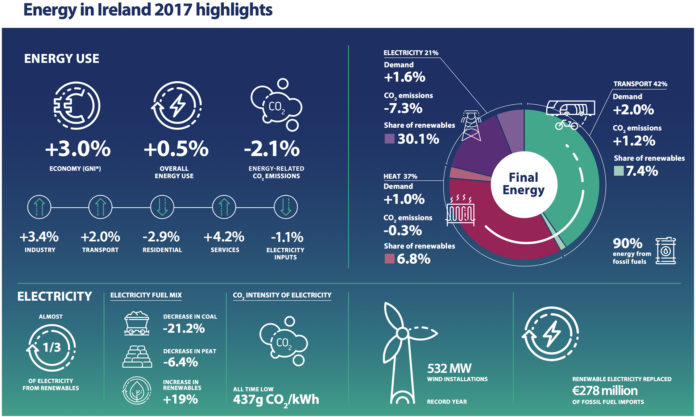 Energy in Ireland 2017 highlights
ENERGY USE
+3.0%
ECONOMY (GNI*)
+0.5%
OVERALL
ENERGY USE
CO2
-2.1%
ENERGY-RELATED
CO2 EMISSIONS
+3.4%
INDUSTRY
+2.0%
TRANSPORT
-2.9%
RESIDENTIAL
+4.2%
SERVICES
-1.1%
ELECTRICITY
INPUTS
ELECTRICITY 21%
Demand
+1.6%
CO2 emissions
-7.3%
Share of renewables
30.1%
HEAT 37%
Demand
+1.0%
CO2 emissions
-0.3%
Share of renewables
6.8%
Final
Energy
TRANSPORT 42%
Demand
+2.0%
CO2 emissions
+1.2%
Share of renewables
7.4%
90%
energy from
fossil fuels
ELECTRICITY
ALMOST
1/3
OF ELECTRICITY
FROM RENEWABLES
ELECTRICITY FUEL MIX
DECREASE IN COAL
-21.2%
DECREASE IN PEAT
-6.4%
INCREASE IN
RENEWABLES
+19%
CO2 INTENSITY OF ELECTRICITY
CO2
ALL TIME LOW
437g CO2/kWh
532 MW
WIND INSTALLATIONS
RECORD YEAR
RENEWABLE ELECTRICITY REPLACED
€278 million
OF FOSSIL FUEL IMPORTS